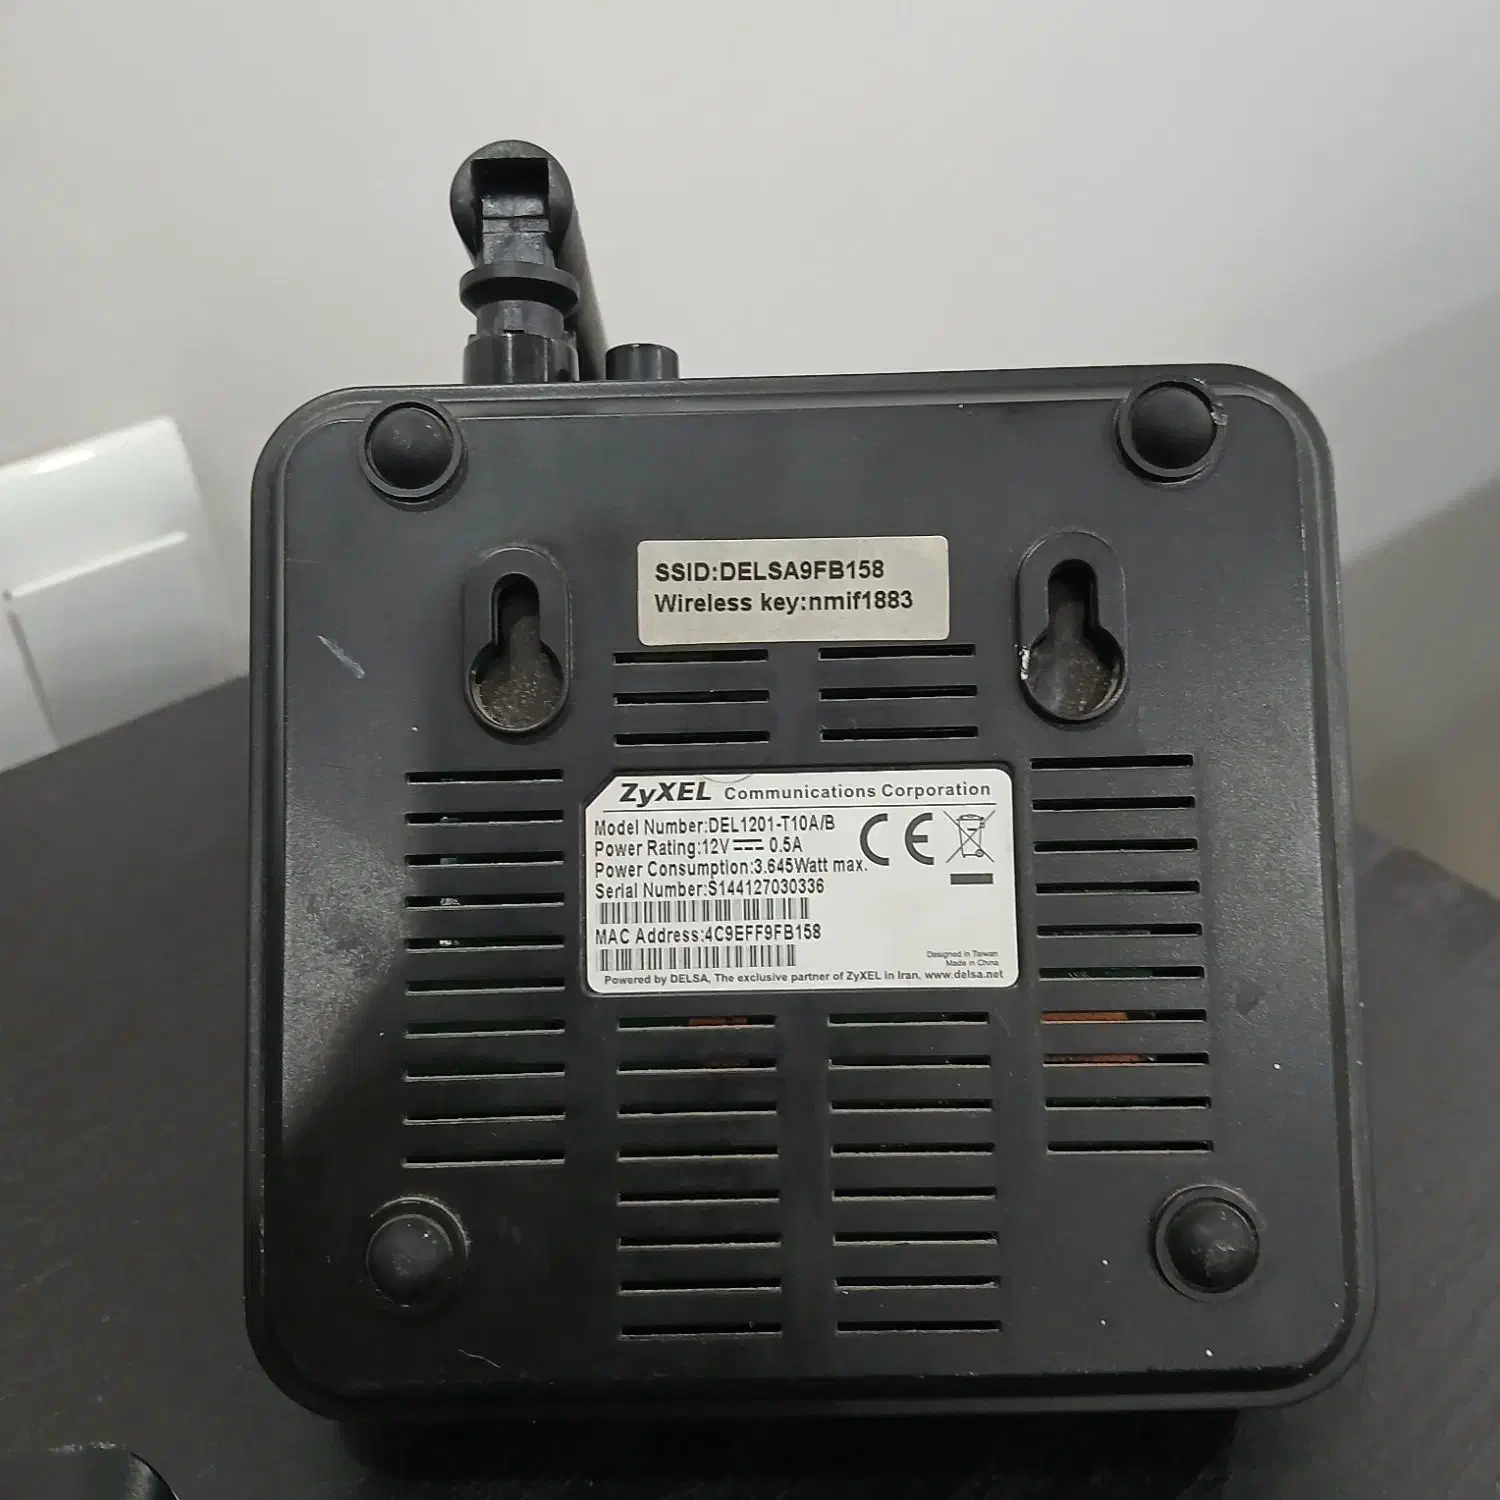 SSID:DELSA9FB158
Wireless key:nmif1883
ZyXEL Communications Corporation
Model Number:DEL1201-T10A/B
Power Rating:12V 0.5A
Power Consumption:3.645Watt max.
Serial Number:S144127030336
MAC Address:4C9EFF9FB158
Designed in Taiwan
Made in China
Powered by DELSA, The exclusive partner of ZyXEL in Iran. www.delsa.net